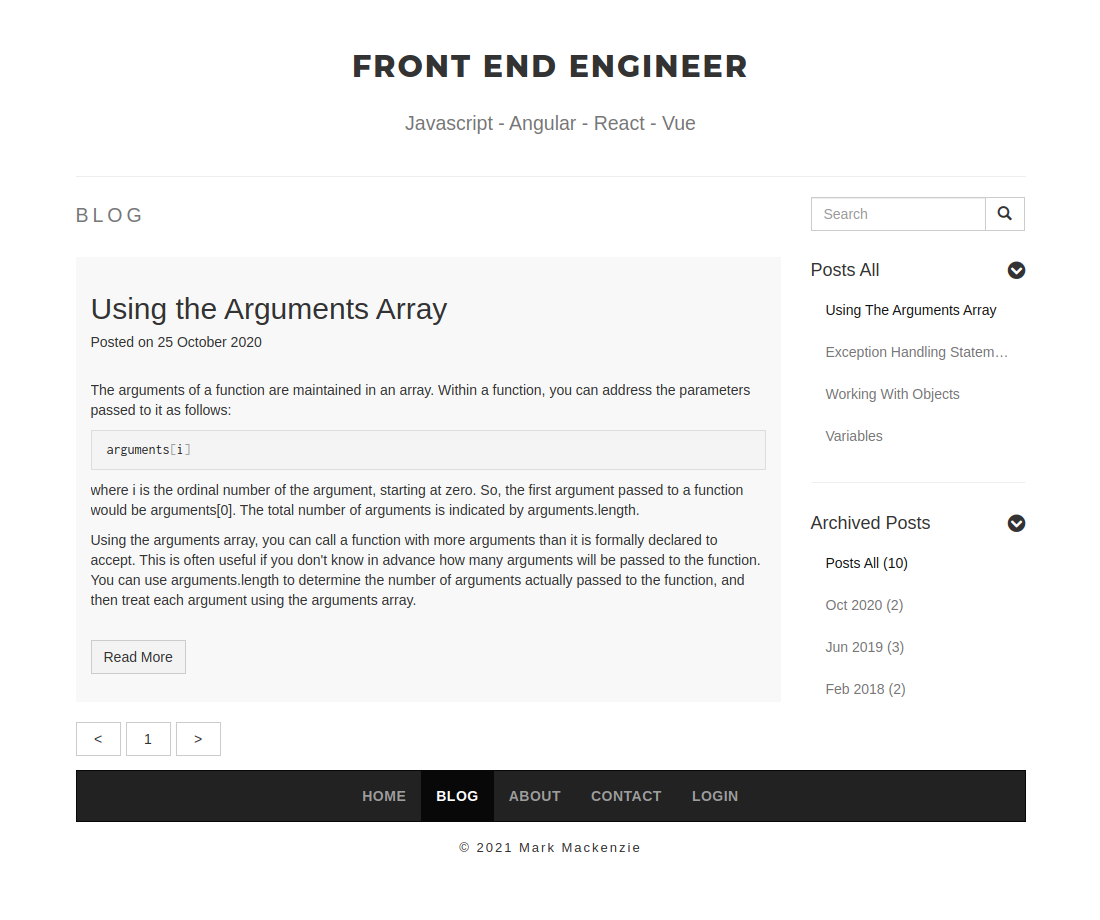 FRONT END ENGINEER
Javascript - Angular - React - Vue
BLOG
Search
Using the Arguments Array
Posted on 25 October 2020
The arguments of a function are maintained in an array. Within a function, you can address the parameters
passed to it as follows:
arguments[i]
where i is the ordinal number of the argument, starting at zero. So, the first argument passed to a function
would be arguments[0]. The total number of arguments is indicated by arguments.length.
Using the arguments array, you can call a function with more arguments than it is formally declared to
accept. This is often useful if you don't know in advance how many arguments will be passed to the function.
You can use arguments.length to determine the number of arguments actually passed to the function, and
then treat each argument using the arguments array.
Read More
Posts All
Using The Arguments Array
Exception Handling Statem…
Working With Objects
Variables
Archived Posts
Posts All (10)
Oct 2020 (2)
Jun 2019 (3)
Feb 2018 (2)
< 1 >
HOME BLOG ABOUT CONTACT LOGIN
© 2021 Mark Mackenzie